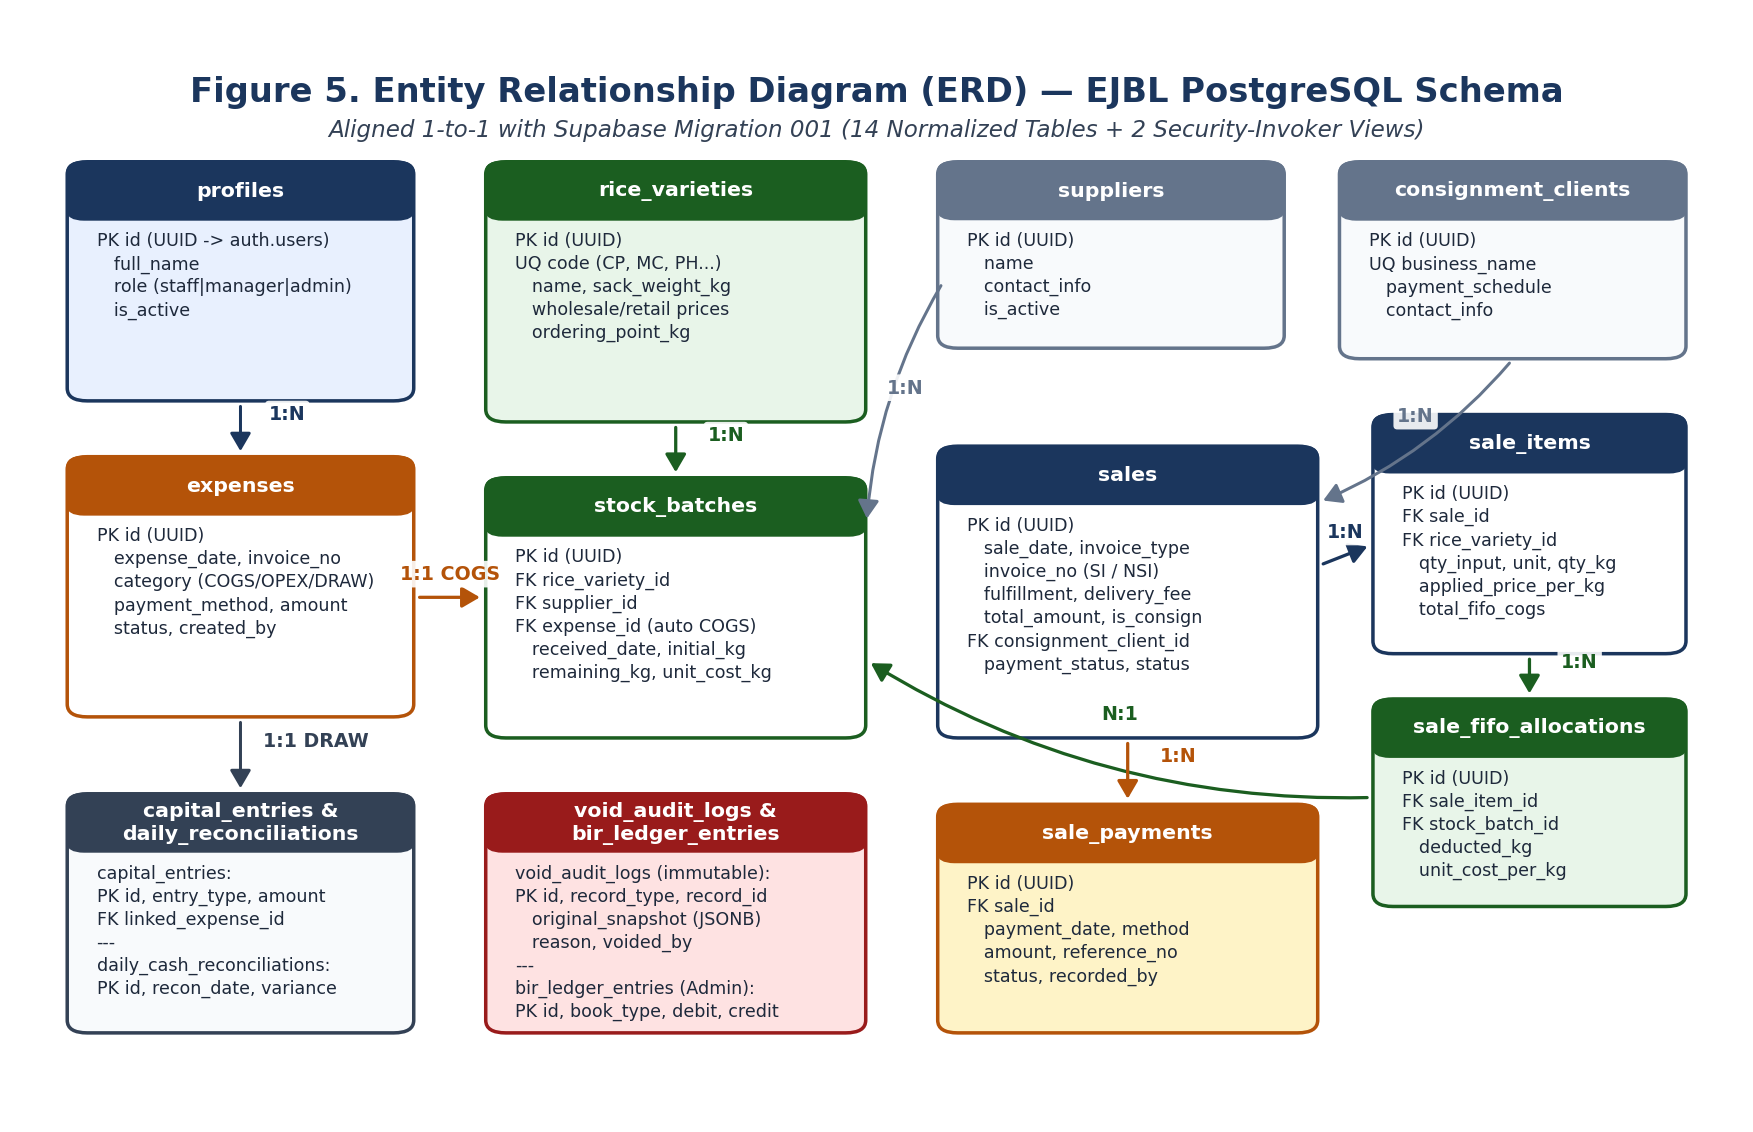 Figure 5. Entity Relationship Diagram (ERD) — EJBL PostgreSQL Schema
Aligned 1-to-1 with Supabase Migration 001 (14 Normalized Tables + 2 Security-Invoker Views)
profiles
PK id (UUID -> auth.users)
full_name
role (staff|manager|admin)
is_active
1:N
rice_varieties
PK id (UUID)
UQ code (CP, MC, PH...)
name, sack_weight_kg
wholesale/retail prices
ordering_point_kg
1:N
suppliers
PK id (UUID)
name
contact_info
is_active
1:N
consignment_clients
PK id (UUID)
UQ business_name
payment_schedule
contact_info
1:N
expenses
PK id (UUID)
expense_date, invoice_no
category (COGS/OPEX/DRAW)
payment_method, amount
status, created_by
1:1 COGS
1:1 DRAW
stock_batches
PK id (UUID)
FK rice_variety_id
FK supplier_id
FK expense_id (auto COGS)
received_date, initial_kg
remaining_kg, unit_cost_kg
sales
PK id (UUID)
sale_date, invoice_type
invoice_no (SI / NSI)
fulfillment, delivery_fee
total_amount, is_consign
FK consignment_client_id
payment_status, status
N:1
1:N
1:N
sale_items
PK id (UUID)
FK sale_id
FK rice_variety_id
qty_input, unit, qty_kg
applied_price_per_kg
total_fifo_cogs
1:N
sale_fifo_allocations
PK id (UUID)
FK sale_item_id
FK stock_batch_id
deducted_kg
unit_cost_per_kg
capital_entries &
daily_reconciliations
capital_entries:
PK id, entry_type, amount
FK linked_expense_id
---
daily_cash_reconciliations:
PK id, recon_date, variance
void_audit_logs &
bir_ledger_entries
void_audit_logs (immutable):
PK id, record_type, record_id
original_snapshot (JSONB)
reason, voided_by
---
bir_ledger_entries (Admin):
PK id, book_type, debit, credit
sale_payments
PK id (UUID)
FK sale_id
payment_date, method
amount, reference_no
status, recorded_by